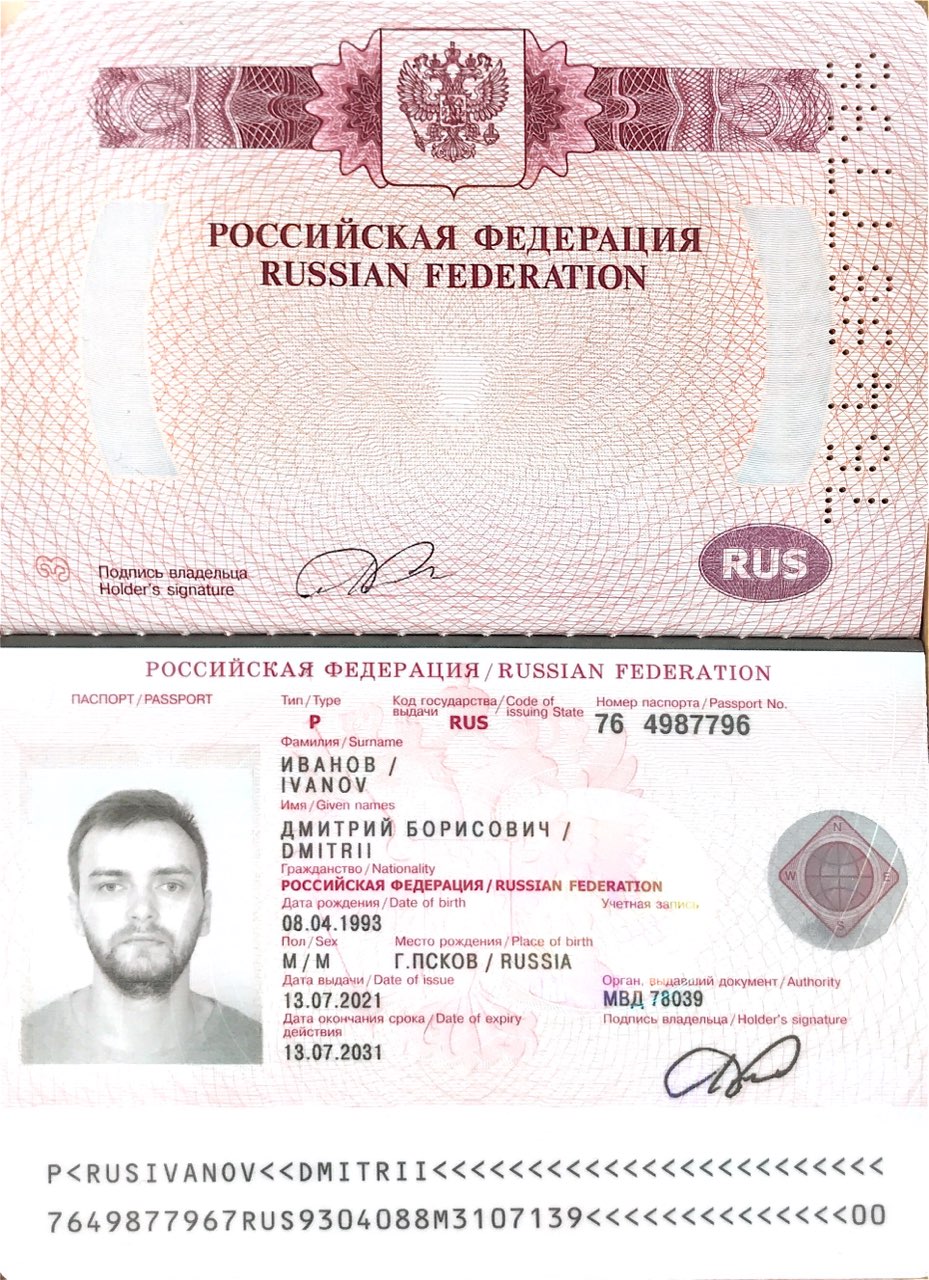 РОССИЙСКАЯ ФЕДЕРАЦИЯ
RUSSIAN FEDERATION
Подпись владельца
Holder's signature
RUS
РОССИЙСКАЯ ФЕДЕРАЦИЯ / RUSSIAN FEDERATION
ПАСПОРТ / PASSPORT
Тип / Type
P
Код государства / Code of
выдачи issuing State
RUS
Номер паспорта / Passport No.
76 4987796
Фамилия / Surname
ИВАНОВ /
IVANOV
Имя / Given names
ДМИТРИЙ БОРИСОВИЧ /
DMITRII
Гражданство / Nationality
РОССИЙСКАЯ ФЕДЕРАЦИЯ / RUSSIAN FEDERATION
Дата рождения / Date of birth
Учетная запись
08.04.1993
Пол / Sex
Место рождения / Place of birth
М / M
Г.ПСКОВ / RUSSIA
Дата выдачи / Date of issue
Орган, выдавший документ / Authority
13.07.2021
МВД 78039
Дата окончания срока / Date of expiry
действия
Подпись владельца / Holder's signature
13.07.2031
N
W
E
S
P<RUSIVANOV<<DMITRII<<<<<<<<<<<<<<<<<<<<<<<<
7649877967RUS9304088M3107139<<<<<<<<<<<<<<00